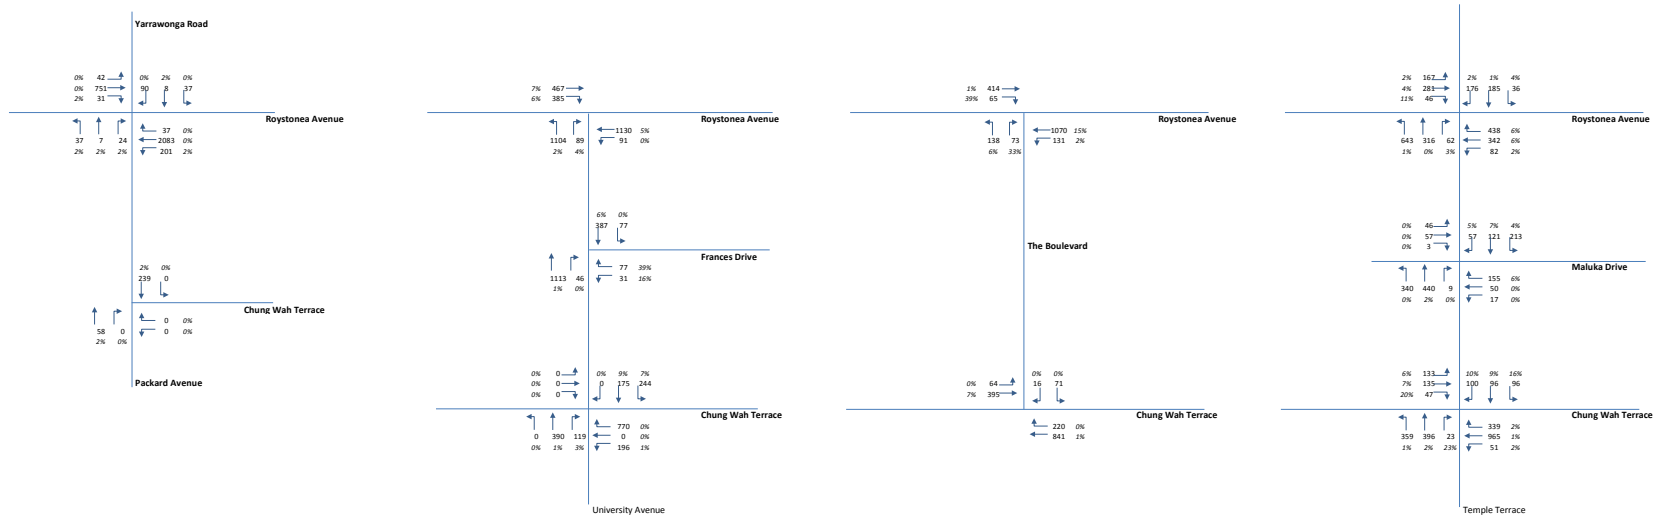 Yarrawonga Road
0% 42 0% 2% 0%
0% 751 90 8 37
2% 31
Roystonea Avenue
37 0%
37 7 24 2083 0%
2% 2% 2% 201 2%
2% 0%
239 0
Chung Wah Terrace
0 0%
58 0 0 0%
2% 0%
Packard Avenue
7% 467
6% 385
Roystonea Avenue
1130 5%
1104 89 91 0%
2% 4%
6% 0%
387 77
Frances Drive
77 39%
1113 46 31 16%
1% 0%
0% 0 0% 9% 7%
0% 0 0 175 244
0% 0
Chung Wah Terrace
770 0%
0 390 119 0 0%
0% 1% 3% 196 1%
University Avenue
1% 414
39% 65
Roystonea Avenue
1070 15%
138 73 131 2%
6% 33%
The Boulevard
0% 0%
0% 64 16 71
7% 395
Chung Wah Terrace
220 0%
841 1%
2% 167 2% 1% 4%
4% 281 176 185 36
11% 46
Roystonea Avenue
438 6%
643 316 62 342 6%
1% 0% 3% 82 2%
0% 46 5% 7% 4%
0% 57 57 121 213
0% 3
Maluka Drive
155 6%
340 440 9 50 0%
0% 2% 0% 17 0%
6% 133 10% 9% 16%
7% 135 100 96 96
20% 47
Chung Wah Terrace
339 2%
359 396 23 965 1%
1% 2% 23% 51 2%
Temple Terrace